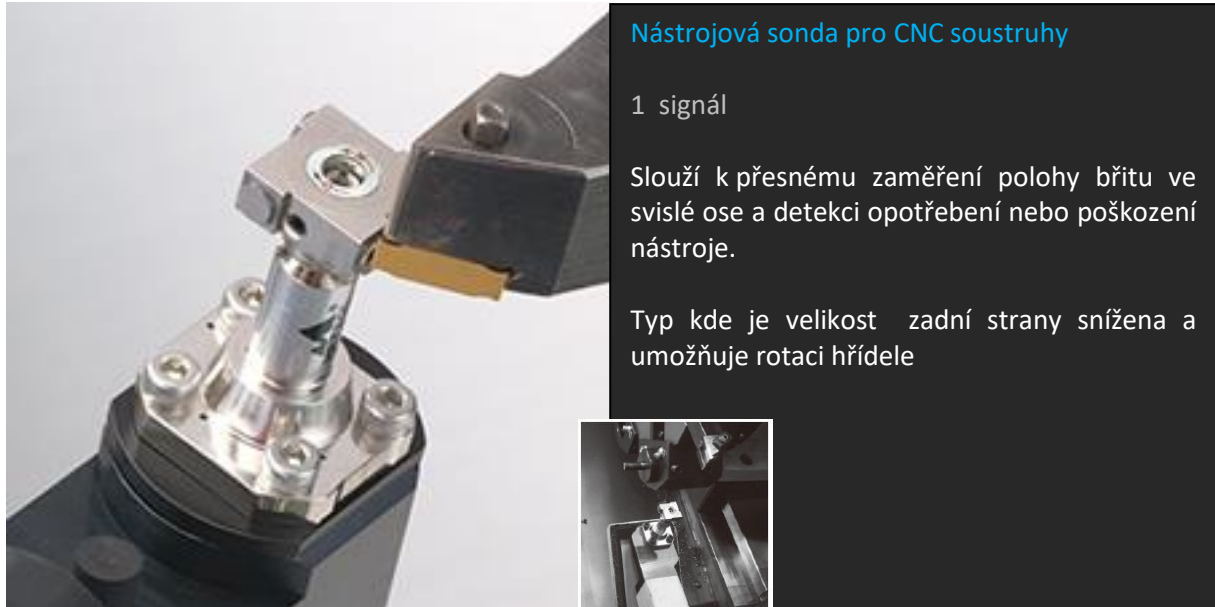 Nástrojová sonda pro CNC soustruhy
1 signál
Slouží k přesnému zaměření polohy břitu ve
svislé ose a detekci opotřebení nebo poškození
nástroje.
Typ kde je velikost zadní strany snížena a
umožňuje rotaci hřídele